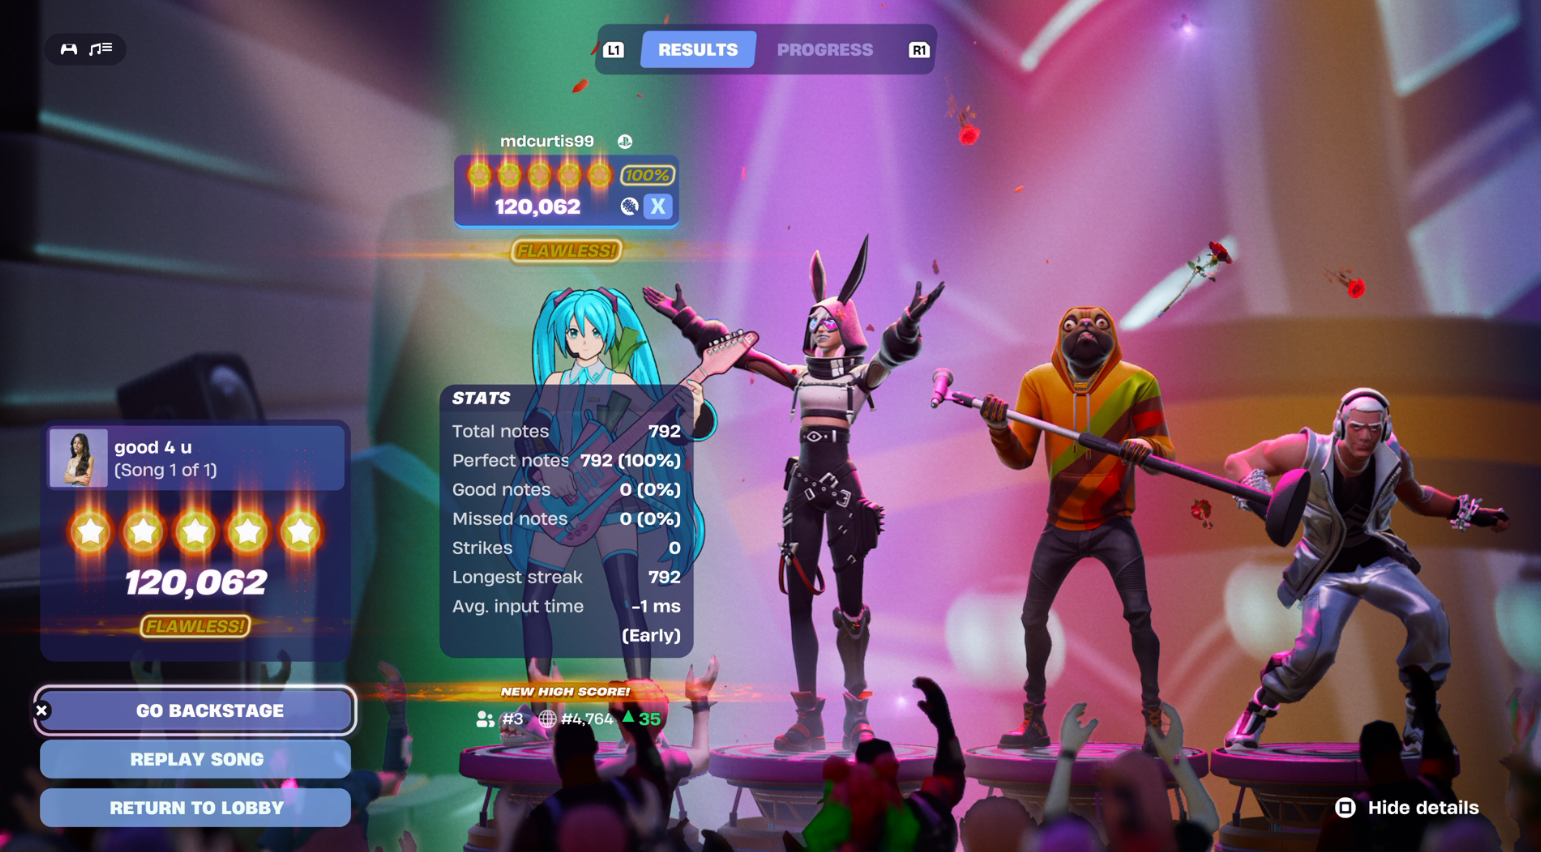 L1
RESULTS
PROGRESS
R1
mdcurtis99
100%
120,062
X
FLAWLESS!
STATS
Total notes 792
Perfect notes 792 (100%)
Good notes 0 (0%)
Missed notes 0 (0%)
Strikes 0
Longest streak 792
Avg. input time -1 ms
(Early)
NEW HIGH SCORE!
#3 #4,764 35
good 4 u
(Song 1 of 1)
120,062
FLAWLESS!
GO BACKSTAGE
REPLAY SONG
RETURN TO LOBBY
Hide details